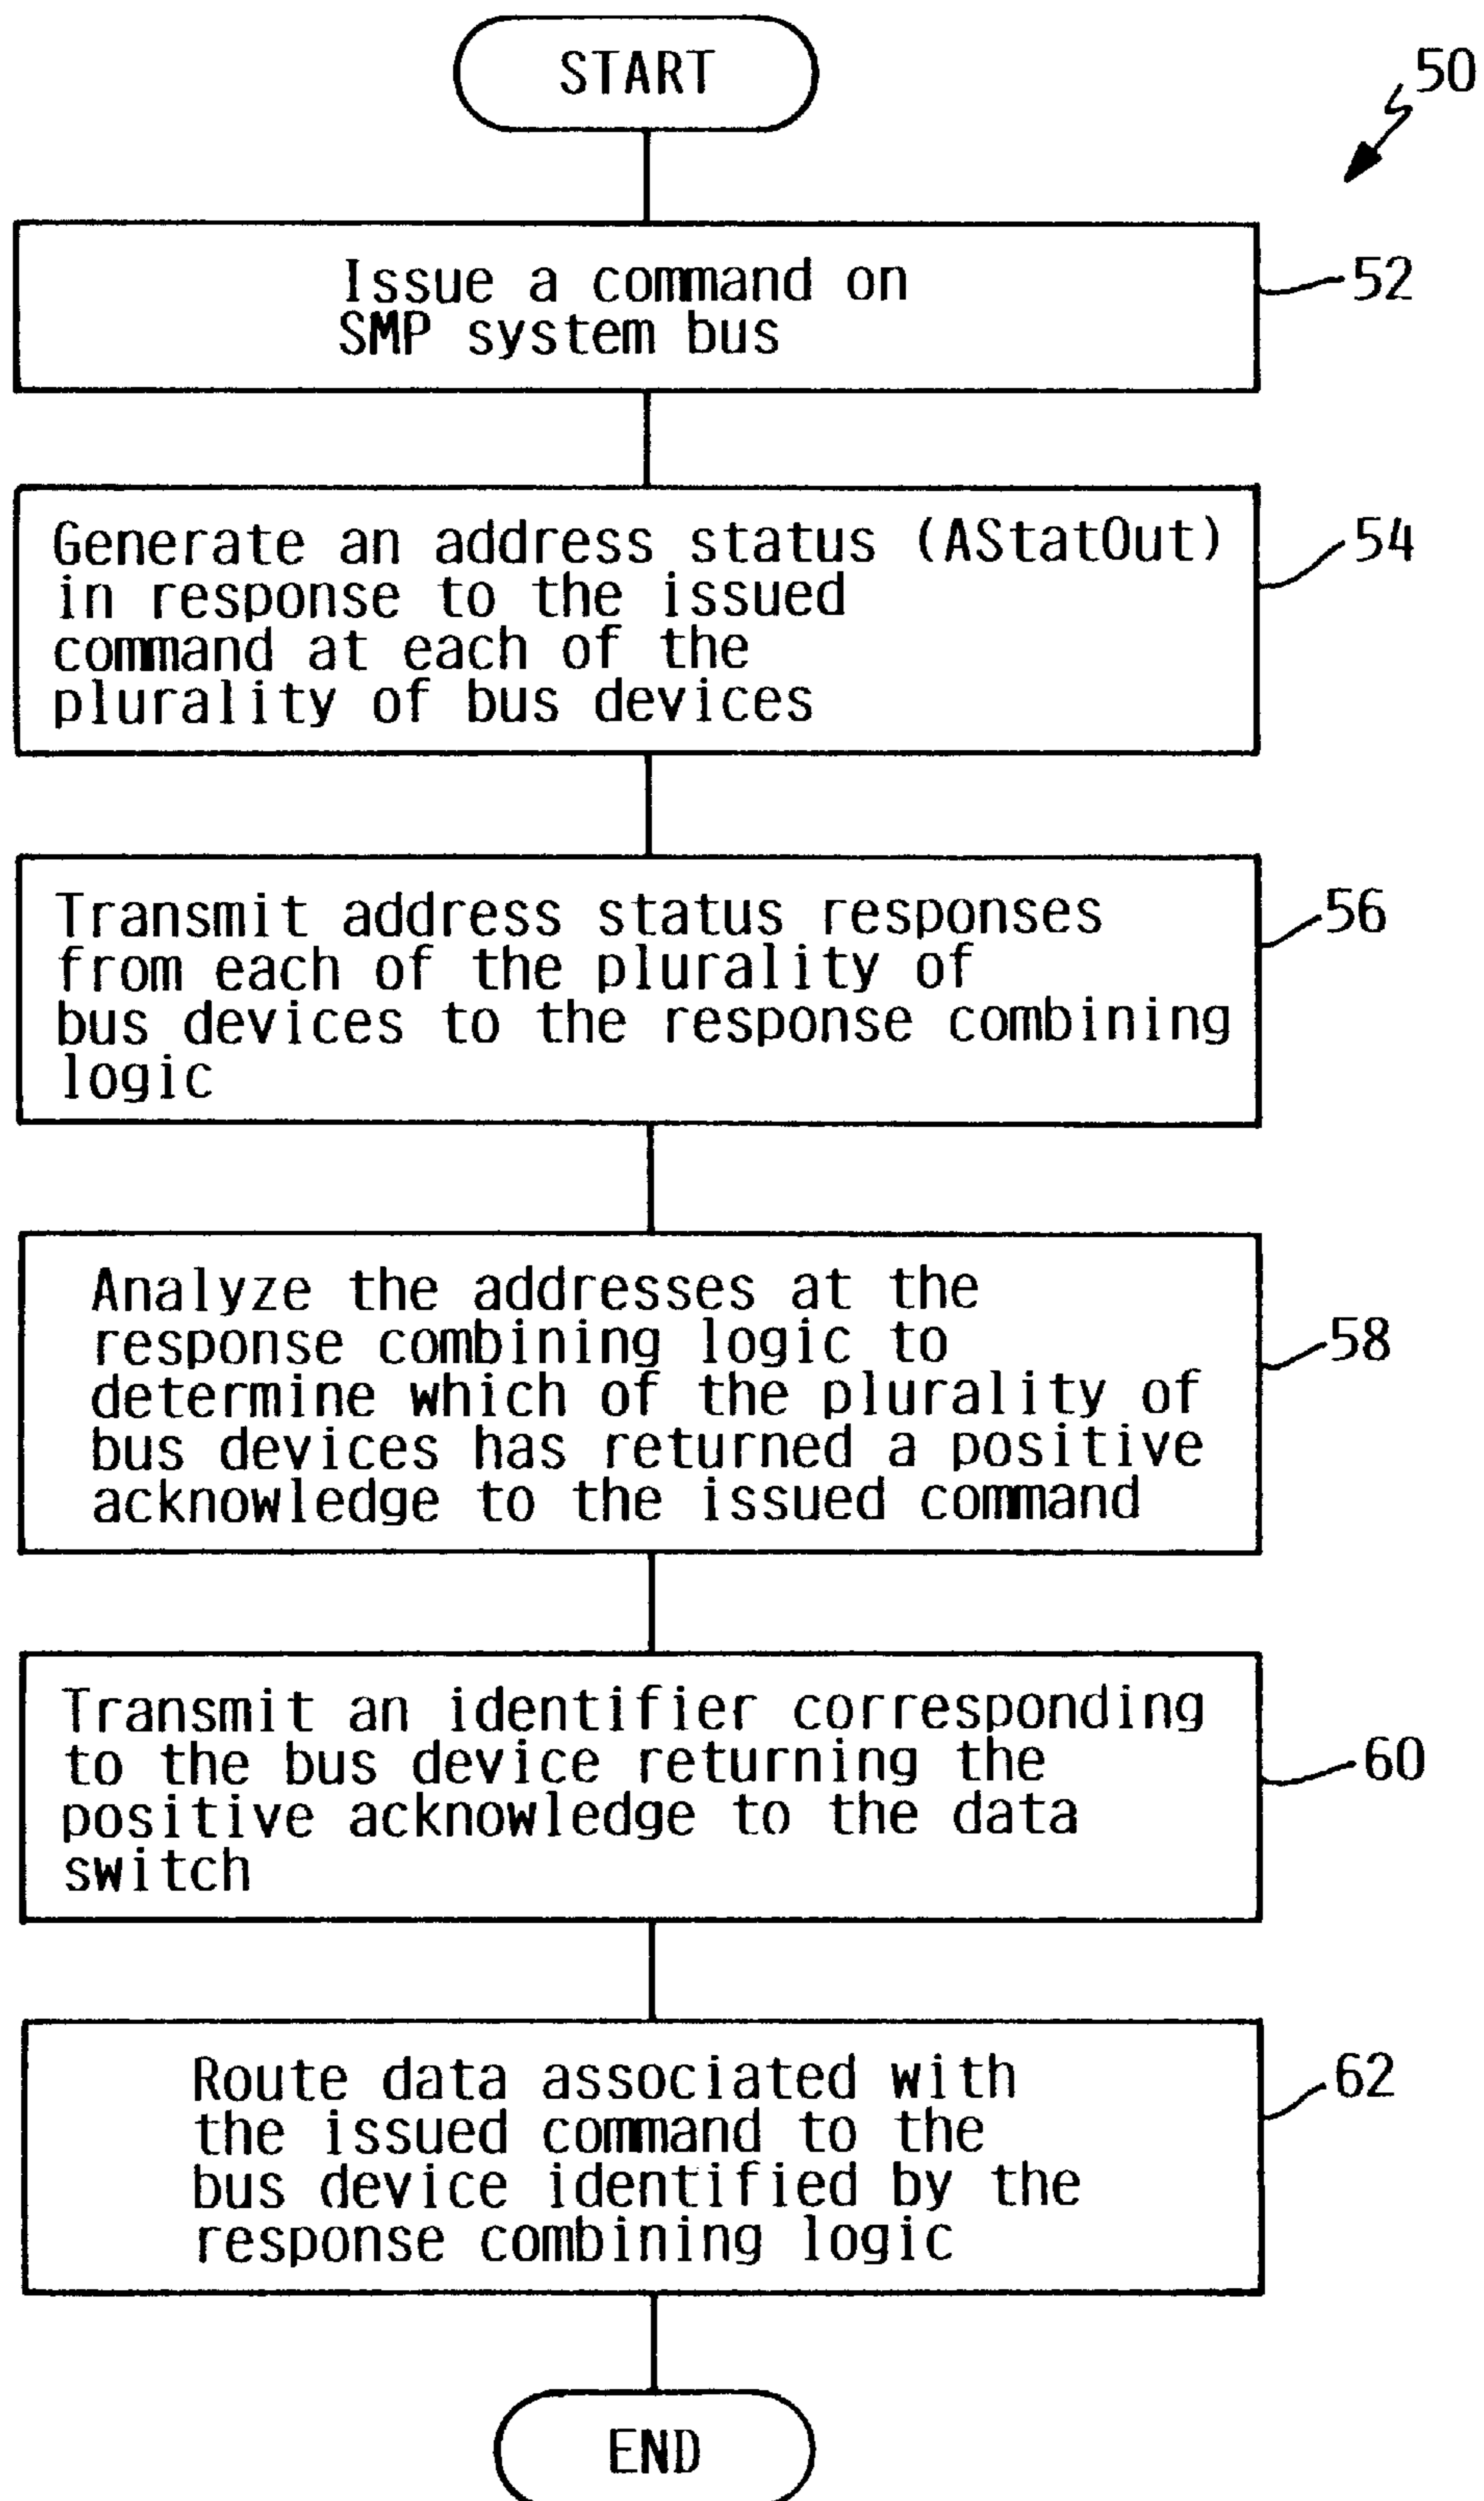 START
50
Issue a command on
SMP system bus
52
Generate an address status (AStatOut)
in response to the issued
command at each of the
plurality of bus devices
54
Transmit address status responses
from each of the plurality of
bus devices to the response combining
logic
56
Analyze the addresses at the
response combining logic to
determine which of the plurality of
bus devices has returned a positive
acknowledge to the issued command
58
Transmit an identifier corresponding
to the bus device returning the
positive acknowledge to the data
switch
60
Route data associated with
the issued command to the
bus device identified by the
response combining logic
62
END